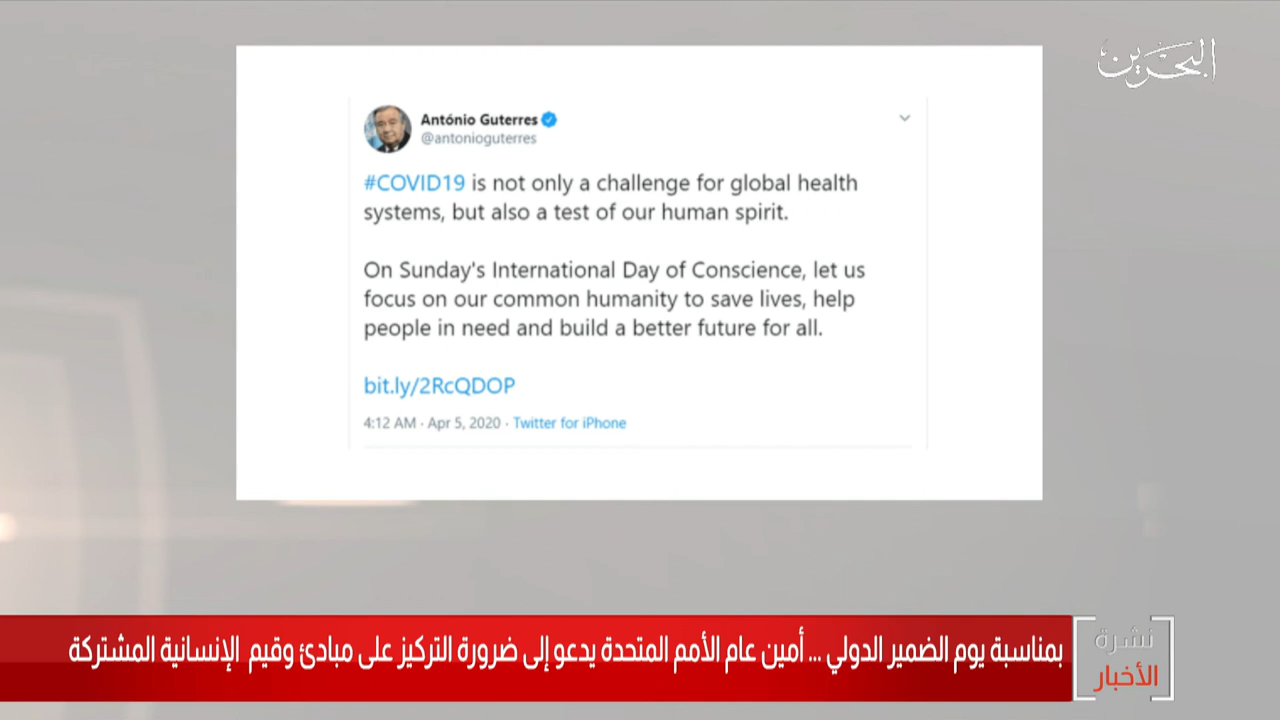 البحرين
António Guterres
@antonioguterres
#COVID19 is not only a challenge for global health
systems, but also a test of our human spirit.
On Sunday's International Day of Conscience, let us
focus on our common humanity to save lives, help
people in need and build a better future for all.
bit.ly/2RcQDOP
4:12 AM · Apr 5, 2020 · Twitter for iPhone
نشرة
الأخبار
بمناسبة يوم الضمير الدولي ... أمين عام الأمم المتحدة يدعو إلى ضرورة التركيز على مبادئ وقيم الإنسانية المشتركة